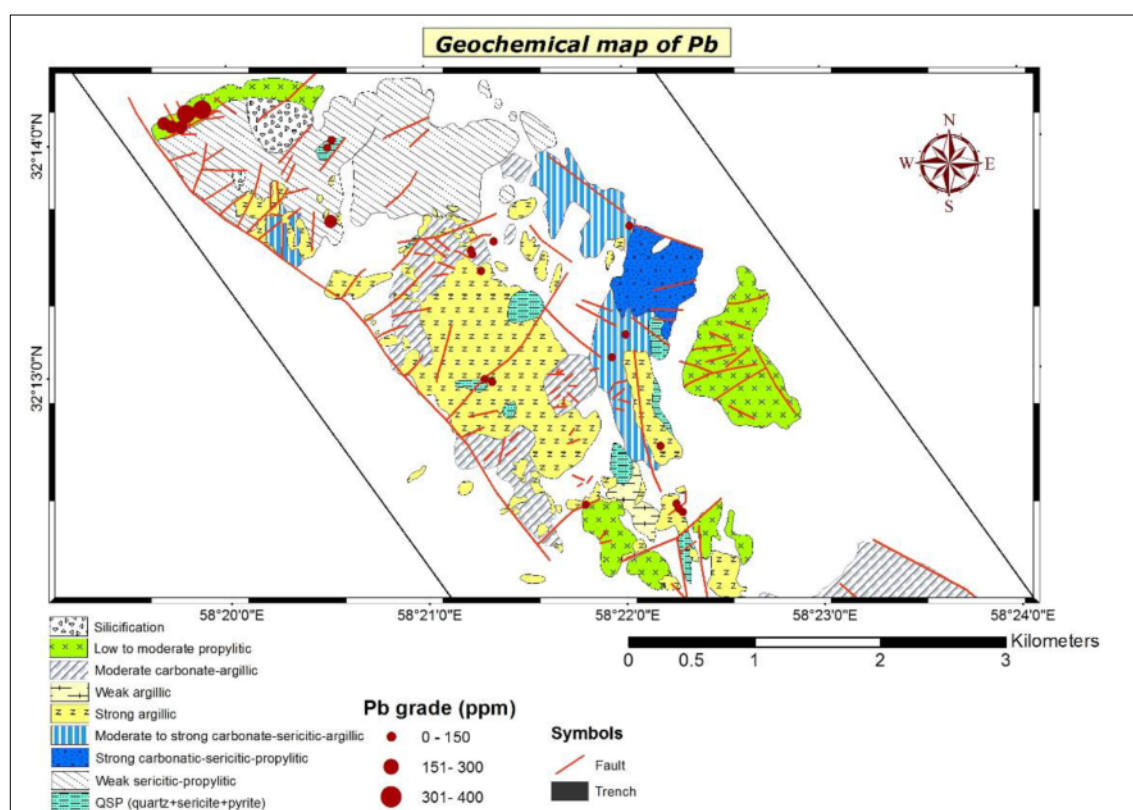 Geochemical map of Pb
32°14'0"N
32°13'0"N
N
W E
S
58°20'0"E 58°21'0"E 58°22'0"E 58°23'0"E 58°24'0"E
Silicification
Low to moderate propylitic
Moderate carbonate-argillic
Weak argillic
Strong argillic
Moderate to strong carbonate-sericitic-argillic
Strong carbonatic-sericitic-propylitic
Weak sericitic-propylitic
QSP (quartz+sericite+pyrite)
Pb grade (ppm)
0 - 150
151- 300
301- 400
Symbols
Fault
Trench
Kilometers
0 0.5 1 2 3